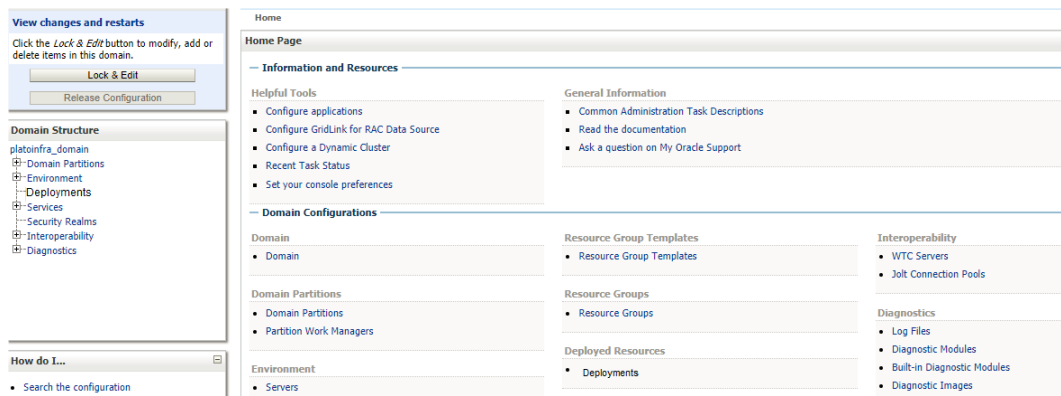 View changes and restarts
Click the Lock & Edit button to modify, add or
delete items in this domain.
Lock & Edit
Release Configuration
Domain Structure
platoinfra_domain
Domain Partitions
Environment
Deployments
Services
Security Realms
Interoperability
Diagnostics
How do I...
Search the configuration
Home
Home Page
Information and Resources
Helpful Tools
Configure applications
Configure GridLink for RAC Data Source
Configure a Dynamic Cluster
Recent Task Status
Set your console preferences
General Information
Common Administration Task Descriptions
Read the documentation
Ask a question on My Oracle Support
Domain Configurations
Domain
Domain
Domain Partitions
Domain Partitions
Partition Work Managers
Environment
Servers
Resource Group Templates
Resource Group Templates
Resource Groups
Resource Groups
Deployed Resources
Deployments
Interoperability
WTC Servers
Jolt Connection Pools
Diagnostics
Log Files
Diagnostic Modules
Built-in Diagnostic Modules
Diagnostic Images